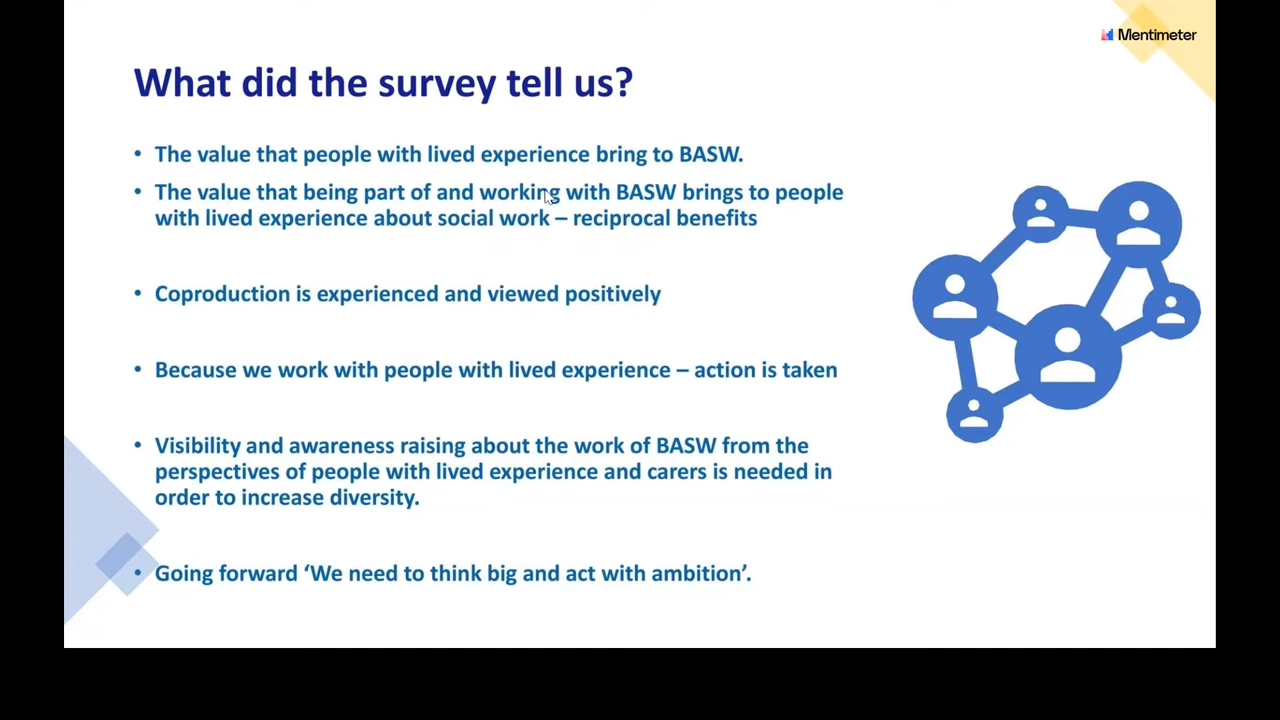 Mentimeter
What did the survey tell us?
• The value that people with lived experience bring to BASW.
• The value that being part of and working with BASW brings to people
with lived experience about social work – reciprocal benefits
• Coproduction is experienced and viewed positively
• Because we work with people with lived experience – action is taken
• Visibility and awareness raising about the work of BASW from the
perspectives of people with lived experience and carers is needed in
order to increase diversity.
• Going forward ‘We need to think big and act with ambition’.